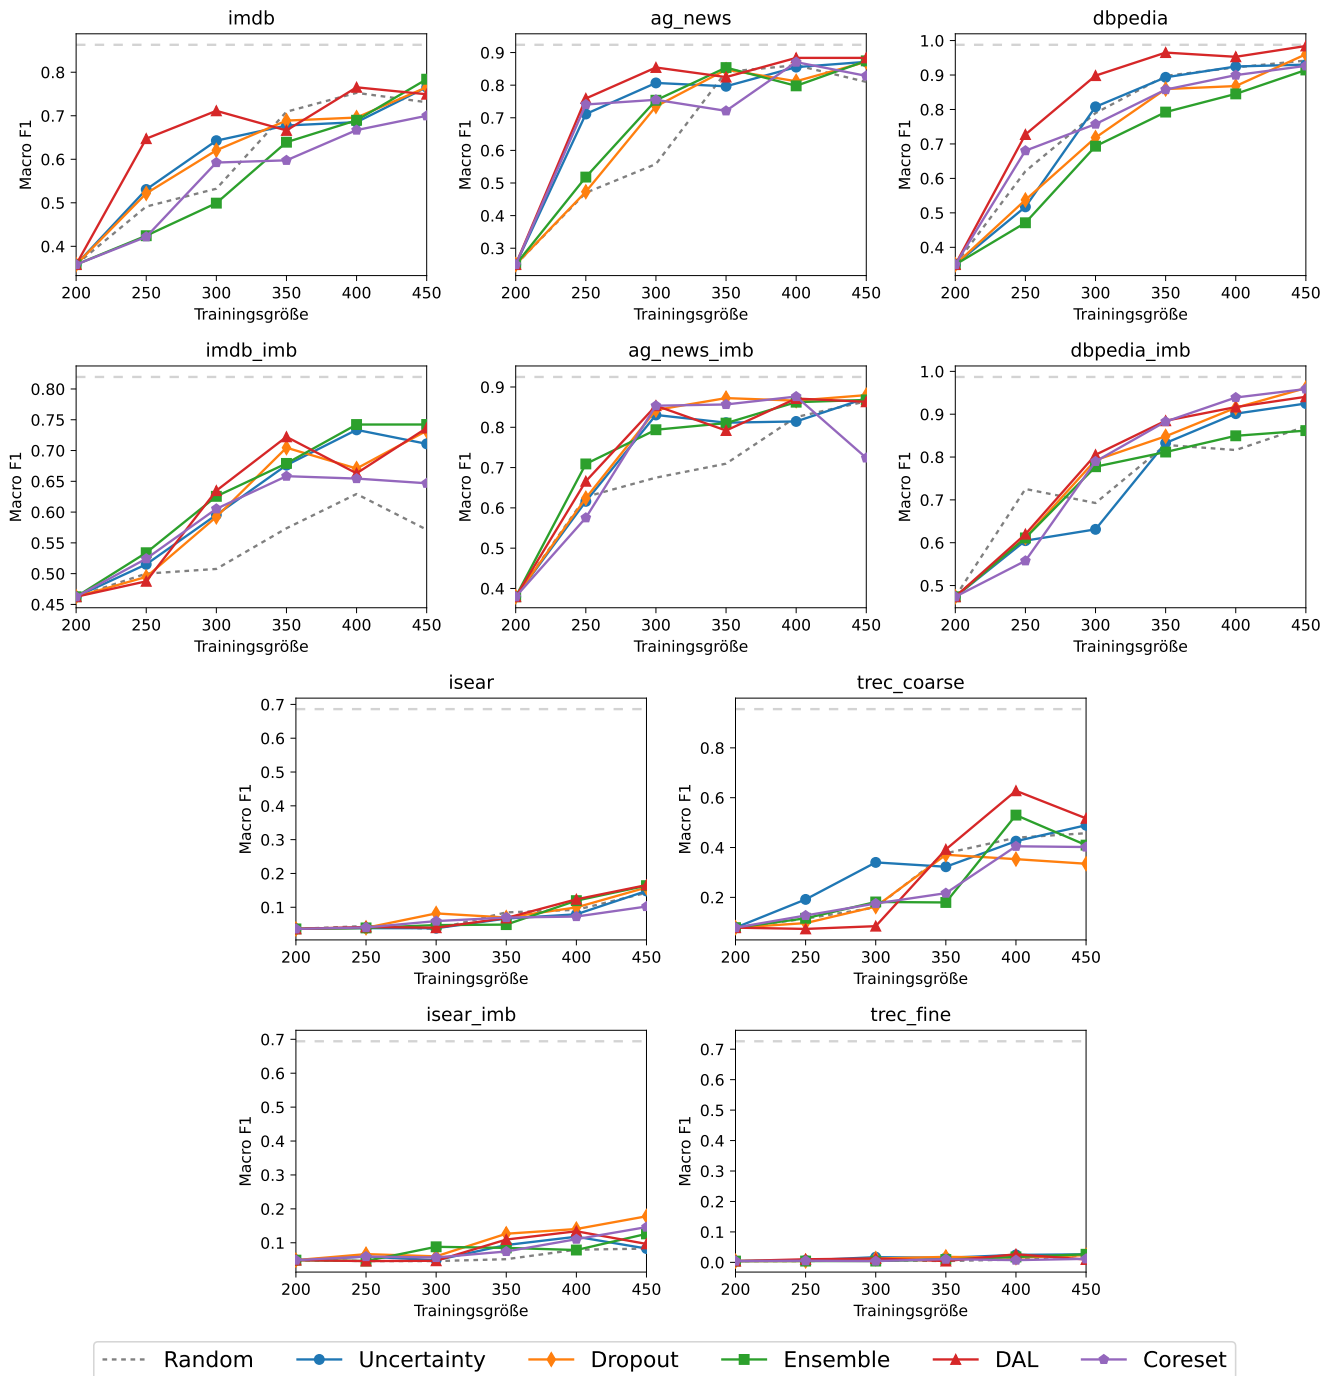 imdb
ag_news
dbpedia
Macro F1
0.8
0.7
0.6
0.5
0.4
200 250 300 350 400 450
Trainingsgröße
Macro F1
0.9
0.8
0.7
0.6
0.5
0.4
0.3
200 250 300 350 400 450
Trainingsgröße
Macro F1
1.0
0.9
0.8
0.7
0.6
0.5
0.4
200 250 300 350 400 450
Trainingsgröße
imdb_imb
ag_news_imb
dbpedia_imb
Macro F1
0.80
0.75
0.70
0.65
0.60
0.55
0.50
0.45
200 250 300 350 400 450
Trainingsgröße
Macro F1
0.9
0.8
0.7
0.6
0.5
0.4
200 250 300 350 400 450
Trainingsgröße
Macro F1
1.0
0.9
0.8
0.7
0.6
0.5
200 250 300 350 400 450
Trainingsgröße
isear
trec_coarse
Macro F1
0.7
0.6
0.5
0.4
0.3
0.2
0.1
200 250 300 350 400 450
Trainingsgröße
Macro F1
0.8
0.6
0.4
0.2
200 250 300 350 400 450
Trainingsgröße
isear_imb
trec_fine
Macro F1
0.7
0.6
0.5
0.4
0.3
0.2
0.1
200 250 300 350 400 450
Trainingsgröße
Macro F1
0.7
0.6
0.5
0.4
0.3
0.2
0.1
0.0
200 250 300 350 400 450
Trainingsgröße
Random Uncertainty Dropout Ensemble DAL Coreset